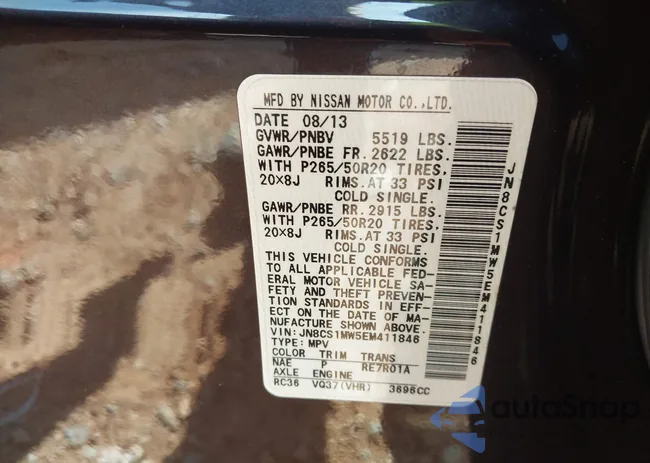 MFD BY NISSAN MOTOR CO.,LTD.
DATE 08/13
GVWR/PNBV 5519 LBS.
GAWR/PNBE FR. 2622 LBS.
WITH P265/50R20 TIRES,
20X8J RIMS. AT 33 PSI
COLD SINGLE.
GAWR/PNBE RR. 2915 LBS.
WITH P265/50R20 TIRES,
20X8J RIMS. AT 33 PSI
COLD SINGLE.
THIS VEHICLE CONFORMS
TO ALL APPLICABLE FED-
ERAL MOTOR VEHICLE SA-
FETY AND THEFT PREVEN-
TION STANDARDS IN EFF-
ECT ON THE DATE OF MA-
NUFACTURE SHOWN ABOVE.
VIN: JN8CS1MW5EM411846
TYPE: MPV
COLOR TRIM TRANS
NAE P RE7R01A
AXLE ENGINE
RC36 VQ37(VHR) 3696CC
JN8CS1MW5EM411846
autoSnap